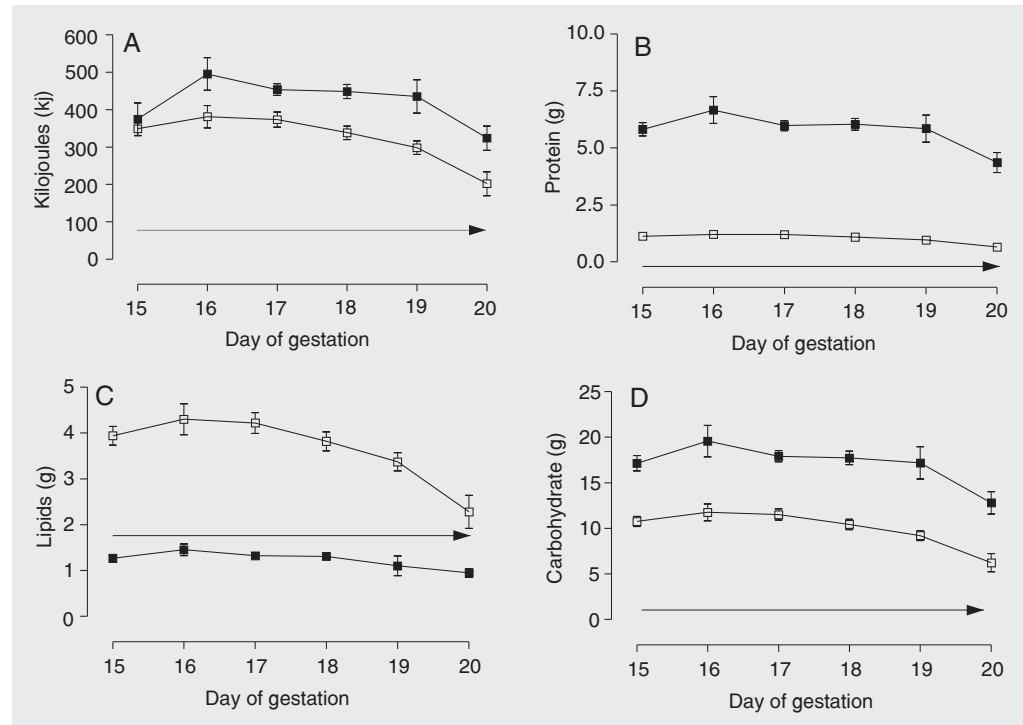 A
Kilojoules (kj)
600
500
400
300
200
100
0
15 16 17 18 19 20
Day of gestation
B
Protein (g)
10.0
7.5
5.0
2.5
0.0
15 16 17 18 19 20
Day of gestation
C
Lipids (g)
5
4
3
2
1
0
15 16 17 18 19 20
Day of gestation
D
Carbohydrate (g)
25
20
15
10
5
0
15 16 17 18 19 20
Day of gestation